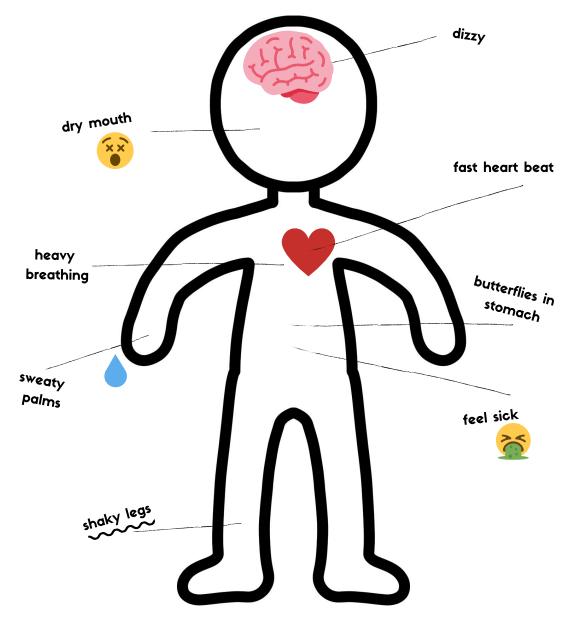 dizzy
dry mouth
fast heart beat
heavy
breathing
butterflies in
stomach
sweaty
palms
feel sick
shaky legs